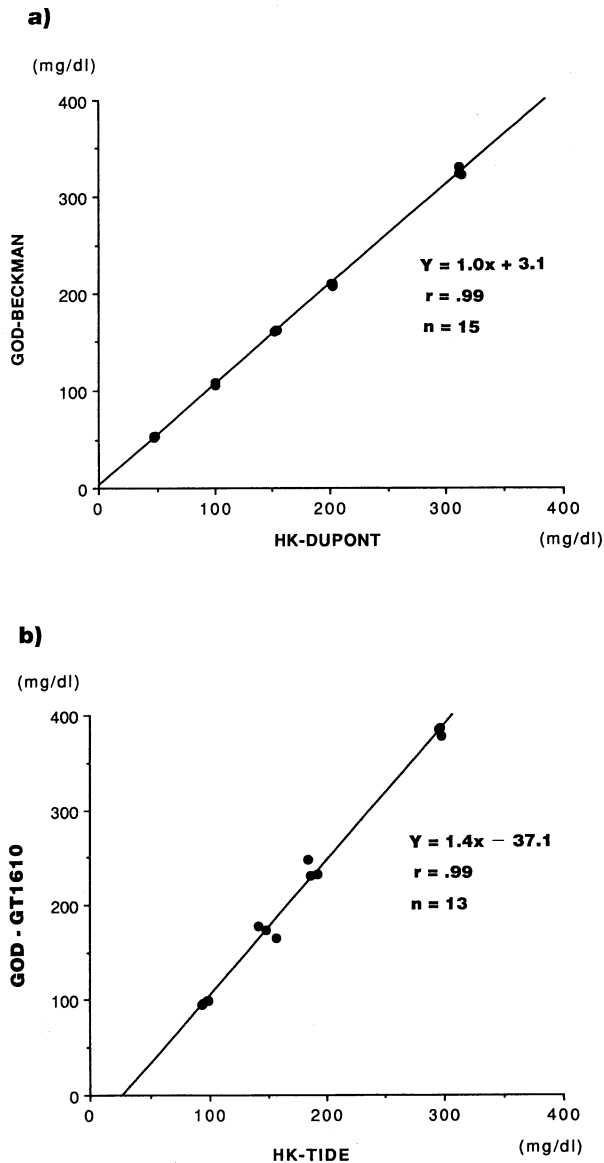 a)
(mg/dl)
400
300
200
100
0
GOD-BECKMAN
Y = 1.0x + 3.1
r = .99
n = 15
0 100 200 300 400
HK-DUPONT (mg/dl)
b)
(mg/dl)
400
300
200
100
0
GOD - GT1610
Y = 1.4x − 37.1
r = .99
n = 13
0 100 200 300 400
HK-TIDE (mg/dl)